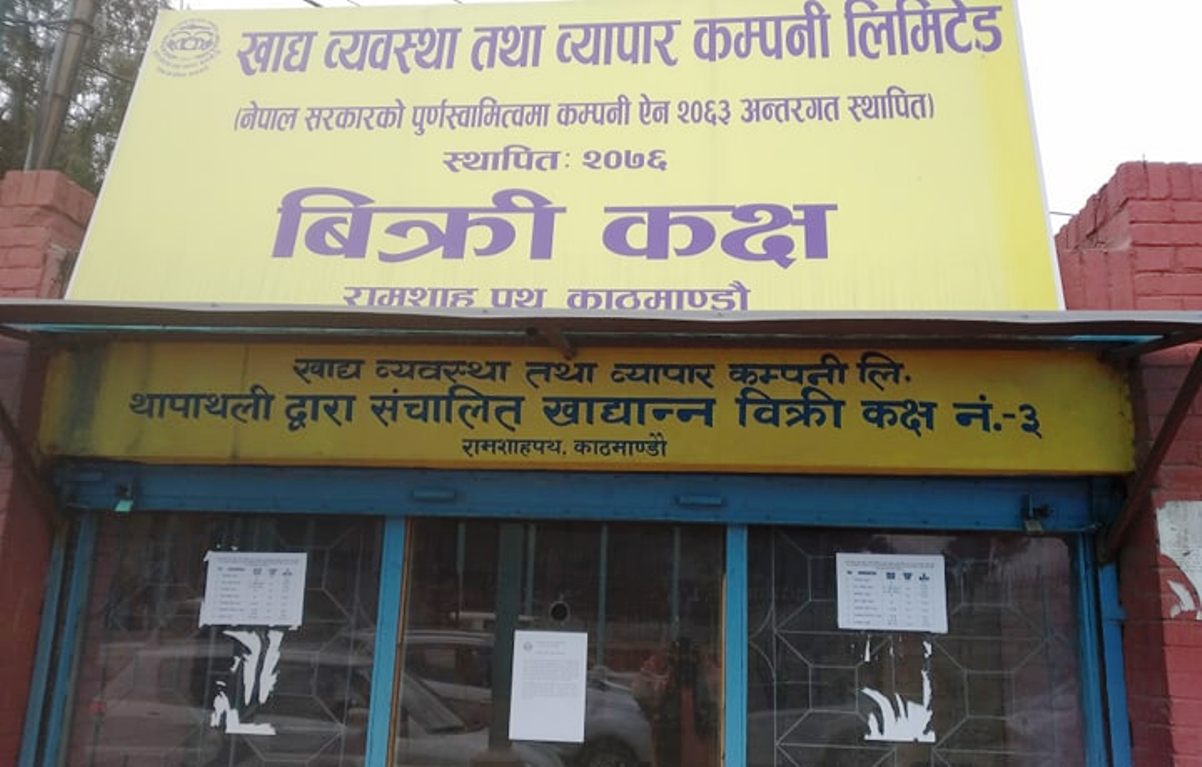 खाद्य व्यवस्था तथा व्यापार कम्पनी लिमिटेड
(नेपाल सरकारको पुर्णस्वामित्वमा कम्पनी ऐन २०६३ अन्तरगत स्थापित)
स्थापितः २०७६
बिक्री कक्ष
रामशाह पथ, काठमाण्डौ
खाद्य व्यवस्था तथा व्यापार कम्पनी लि.
थापाथली द्वारा संचालित खाद्यान्न विक्री कक्ष नं.-३
रामशाहपथ, काठमाण्डौ